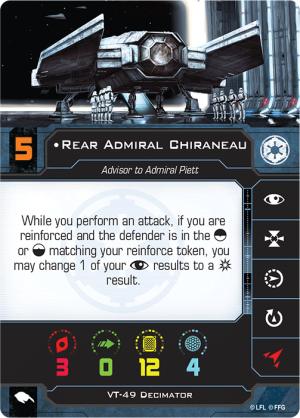 5 •Rear Admiral Chiraneau
Advisor to Admiral Piett
While you perform an attack, if you are
reinforced and the defender is in the
or matching your reinforce token, you
may change 1 of your results to a
result.
3 0 12 4
VT-49 Decimator
©LFL ©FFG